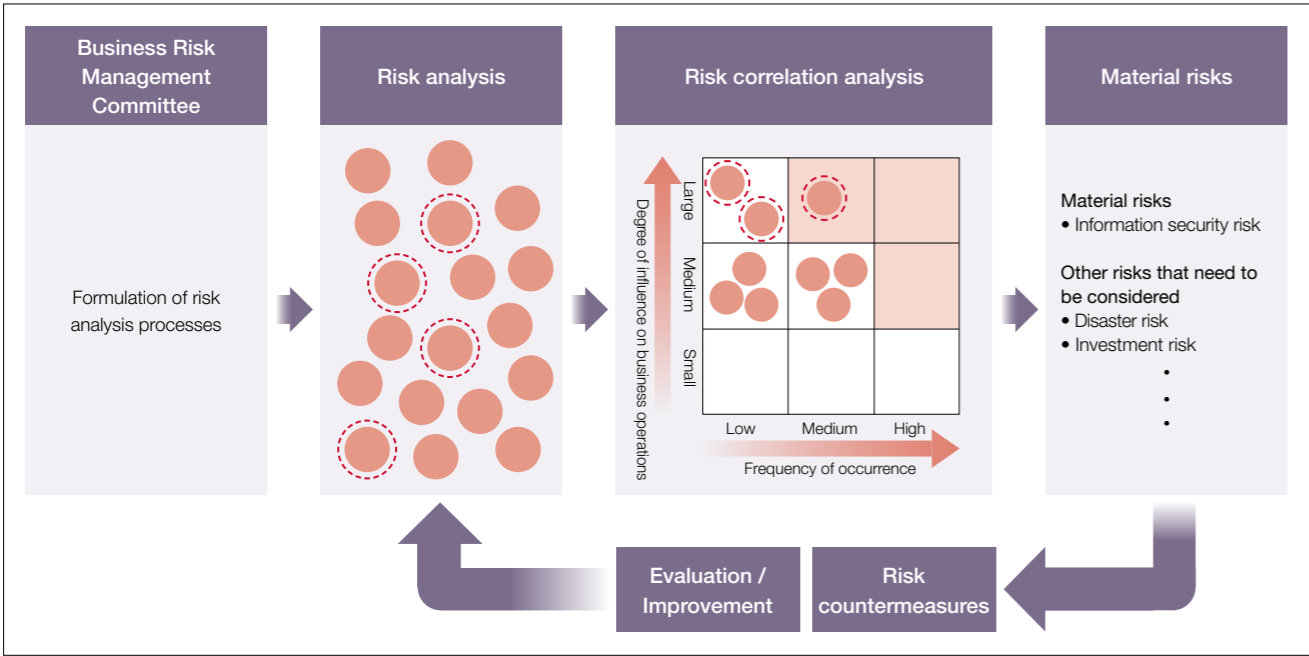 Business Risk
Management
Committee
Formulation of risk
analysis processes
Risk analysis
Risk correlation analysis
Degree of influence on business operations
Large
Medium
Small
Low
Medium
High
Frequency of occurrence
Material risks
Material risks
• Information security risk
Other risks that need to
be considered
• Disaster risk
• Investment risk
•
•
•
Evaluation /
Improvement
Risk
countermeasures